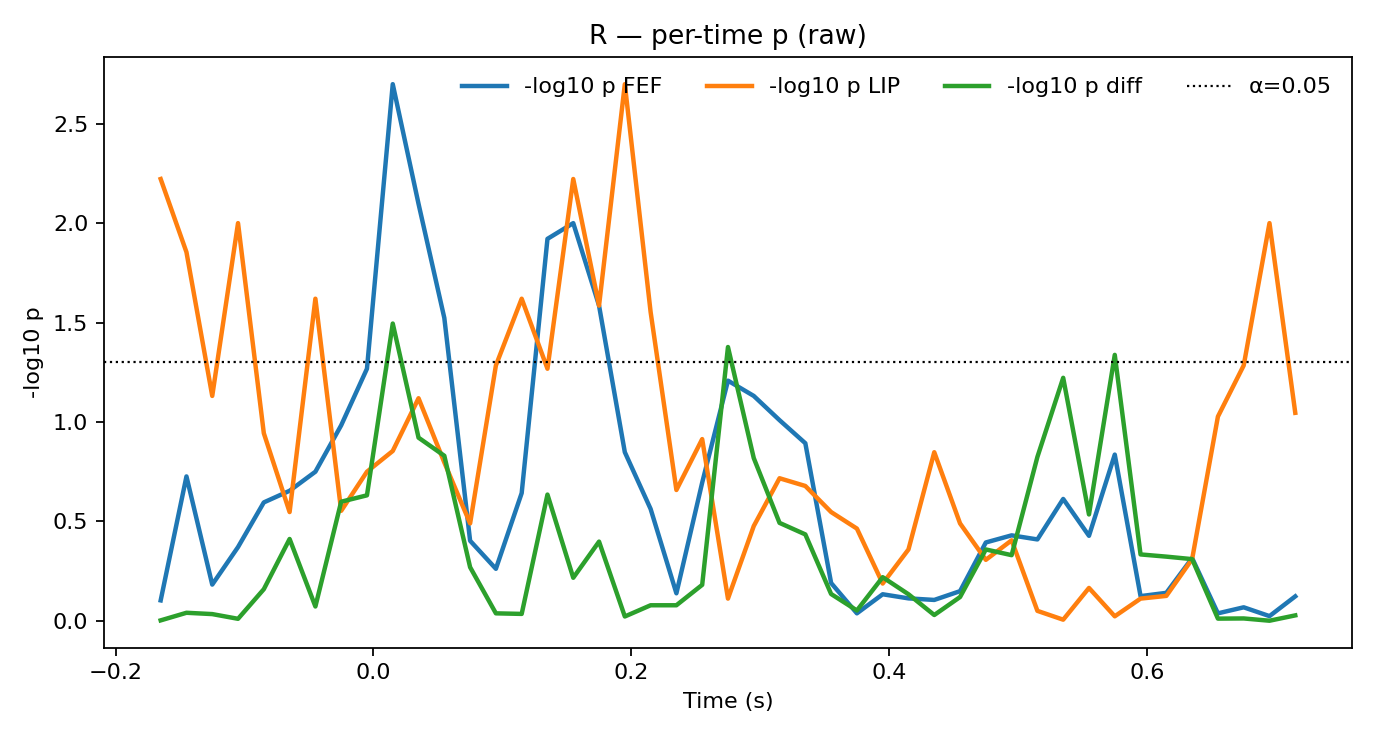 R — per-time p (raw)
-log10 p FEF
-log10 p LIP
-log10 p diff
α=0.05
-log10 p
2.5
2.0
1.5
1.0
0.5
0.0
−0.2
0.0
0.2
0.4
0.6
Time (s)